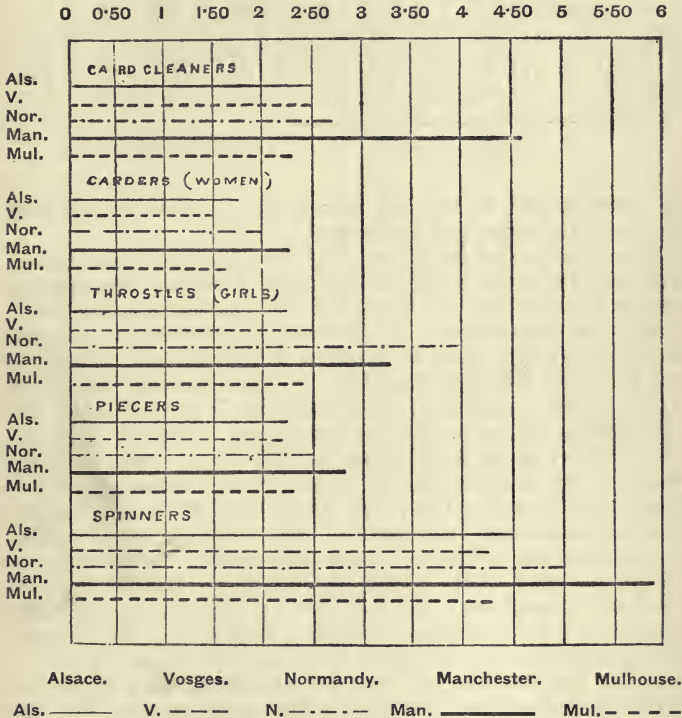 0 0·50 1 1·50 2 2·50 3 3·50 4 4·50 5 5·50 6
CARD CLEANERS
Als.
V.
Nor.
Man.
Mul.
CARDERS (WOMEN)
Als.
V.
Nor.
Man.
Mul.
THROSTLES (GIRLS)
Als.
V.
Nor.
Man.
Mul.
PIECERS
Als.
V.
Nor.
Man.
Mul.
SPINNERS
Als.
V.
Nor.
Man.
Mul.
Alsace. Vosges. Normandy. Manchester. Mulhouse.
Als. V. N. Man. Mul.